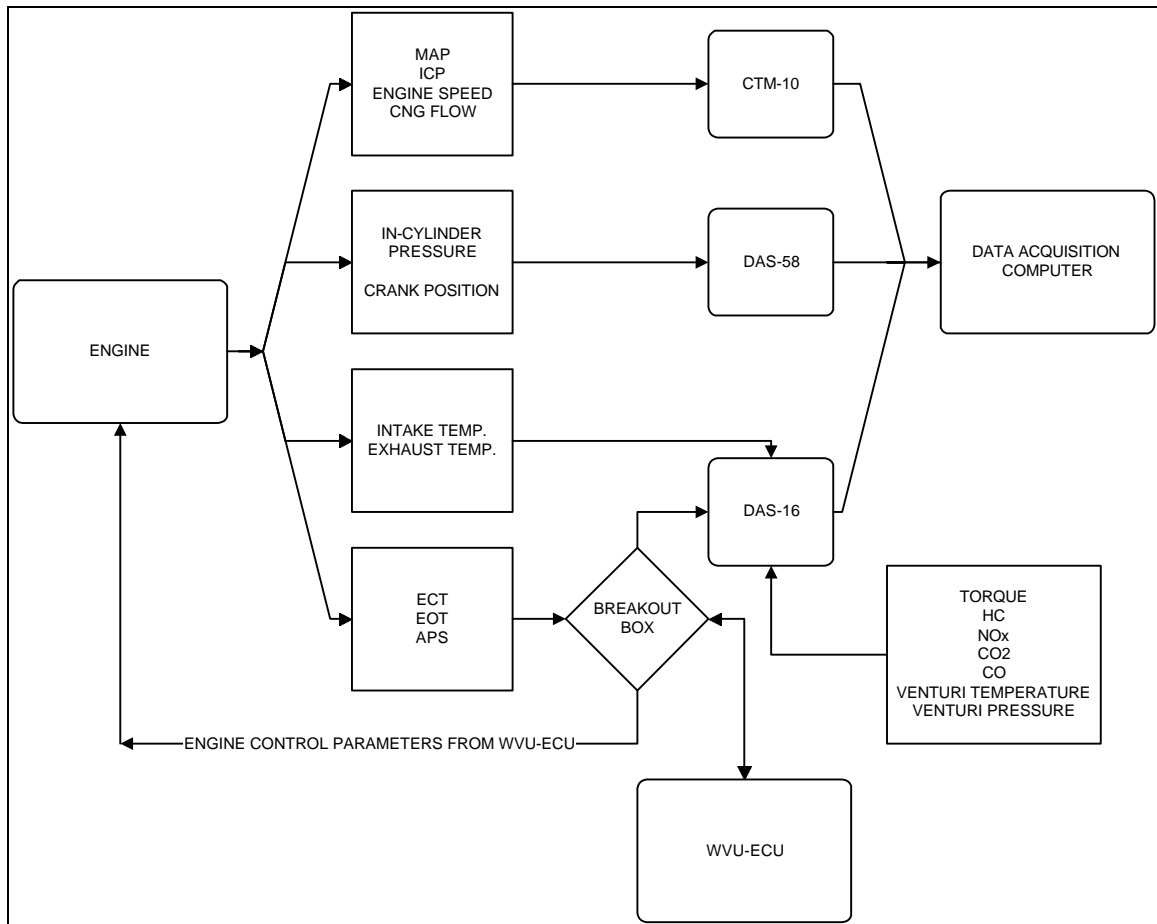 MAP
ICP
ENGINE SPEED
CNG FLOW
CTM-10
IN-CYLINDER
PRESSURE
CRANK POSITION
DAS-58
DATA ACQUISITION
COMPUTER
ENGINE
INTAKE TEMP.
EXHAUST TEMP.
DAS-16
ECT
EOT
APS
BREAKOUT
BOX
TORQUE
HC
NOx
CO2
CO
VENTURI TEMPERATURE
VENTURI PRESSURE
ENGINE CONTROL PARAMETERS FROM WVU-ECU
WVU-ECU